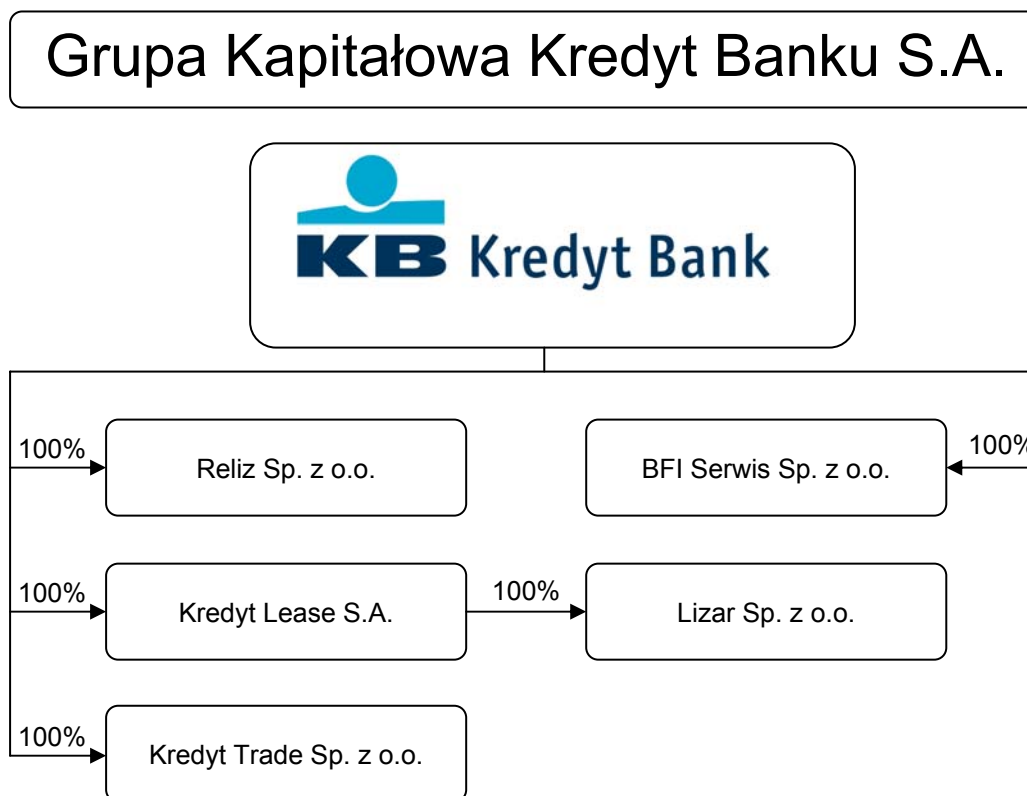 Grupa Kapitałowa Kredyt Banku S.A.
KB Kredyt Bank
100%
Reliz Sp. z o.o.
BFI Serwis Sp. z o.o.
100%
100%
Kredyt Lease S.A.
100%
Lizar Sp. z o.o.
100%
Kredyt Trade Sp. z o.o.